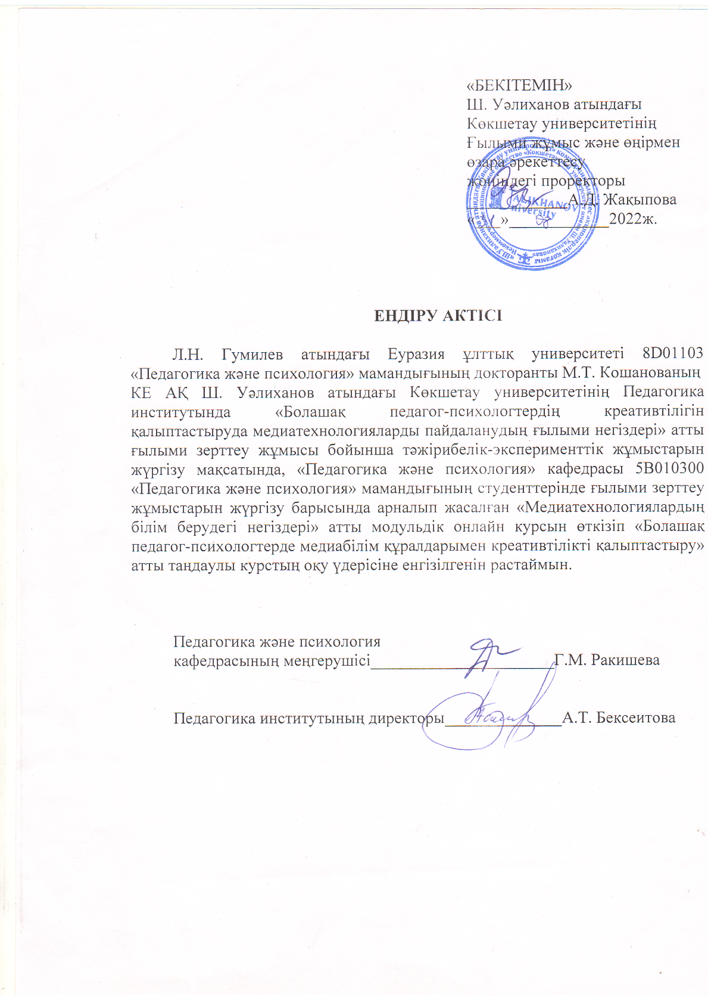 «БЕКІТЕМІН»
Ш. Уәлиханов атындағы
Көкшетау университетінің
Ғылыми жұмыс және өңірмен
өзара әрекеттесу
жөніндегі проректоры
____________А.Д. Жақыпова
«___»____________2022ж.
ALIKHANOV
University
ЕНДІРУ АКТІСІ
Л.Н. Гумилев атындағы Еуразия ұлттық университеті 8D01103
«Педагогика және психология» мамандығының докторанты М.Т. Кошанованың
КЕ АҚ Ш. Уәлиханов атындағы Көкшетау университетінің Педагогика
институтында «Болашақ педагог-психологтердің креативтілігін
қалыптастыруда медиатехнологияларды пайдаланудың ғылыми негіздері» атты
ғылыми зерттеу жұмысы бойынша тәжірибелік-эксперименттік жұмыстарын
жүргізу мақсатында, «Педагогика және психология» кафедрасы 5В010300
«Педагогика және психология» мамандығының студенттерінде ғылыми зерттеу
жұмыстарын жүргізу барысында арналып жасалған «Медиатехнологиялардың
білім берудегі негіздері» атты модульдік онлайн курсын өткізіп «Болашақ
педагог-психологтерде медиабілім құралдарымен креативтілікті қалыптастыру»
атты таңдаулы курстың оқу үдерісіне енгізілгенін растаймын.
Педагогика және психология
кафедрасының меңгерушісі______________________Г.М. Ракишева
Педагогика институтының директоры______________А.Т. Бексеитова